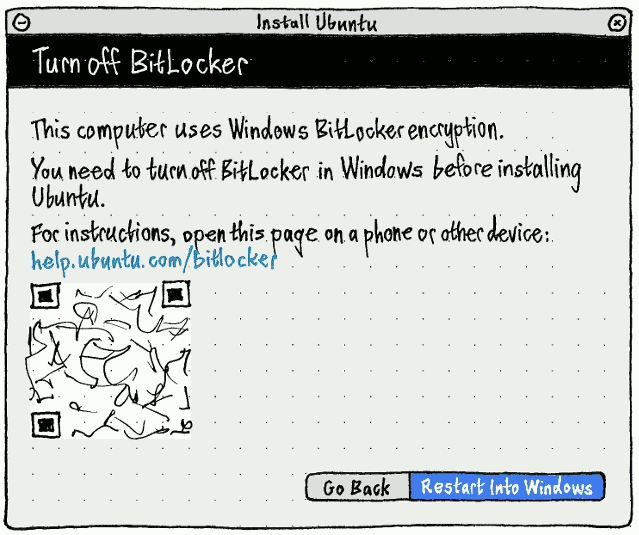 Install Ubuntu
Turn off BitLocker
This computer uses Windows BitLocker encryption.
You need to turn off BitLocker in Windows before installing
Ubuntu.
For instructions, open this page on a phone or other device:
help.ubuntu.com/bitlocker
Go Back
Restart Into Windows